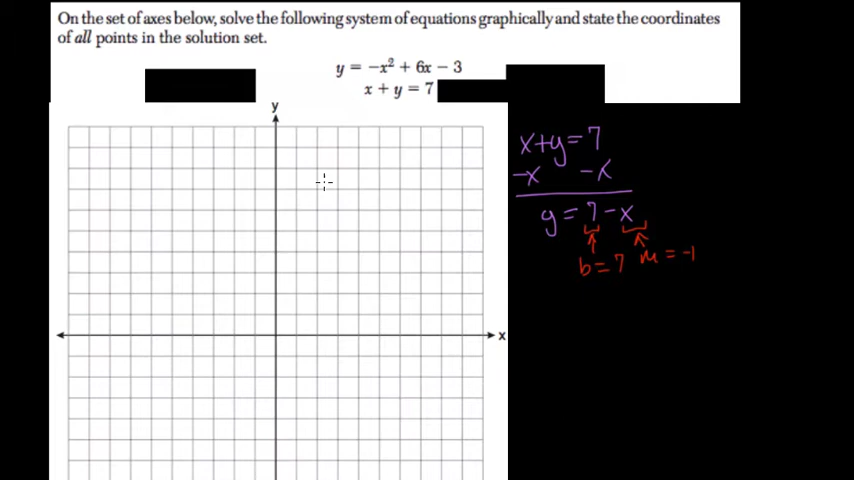 On the set of axes below, solve the following system of equations graphically and state the coordinates
of all points in the solution set.
y = −x² + 6x − 3
x + y = 7
y
x
x+y=7
-x -x
y = 7-x
b=7 m=-1